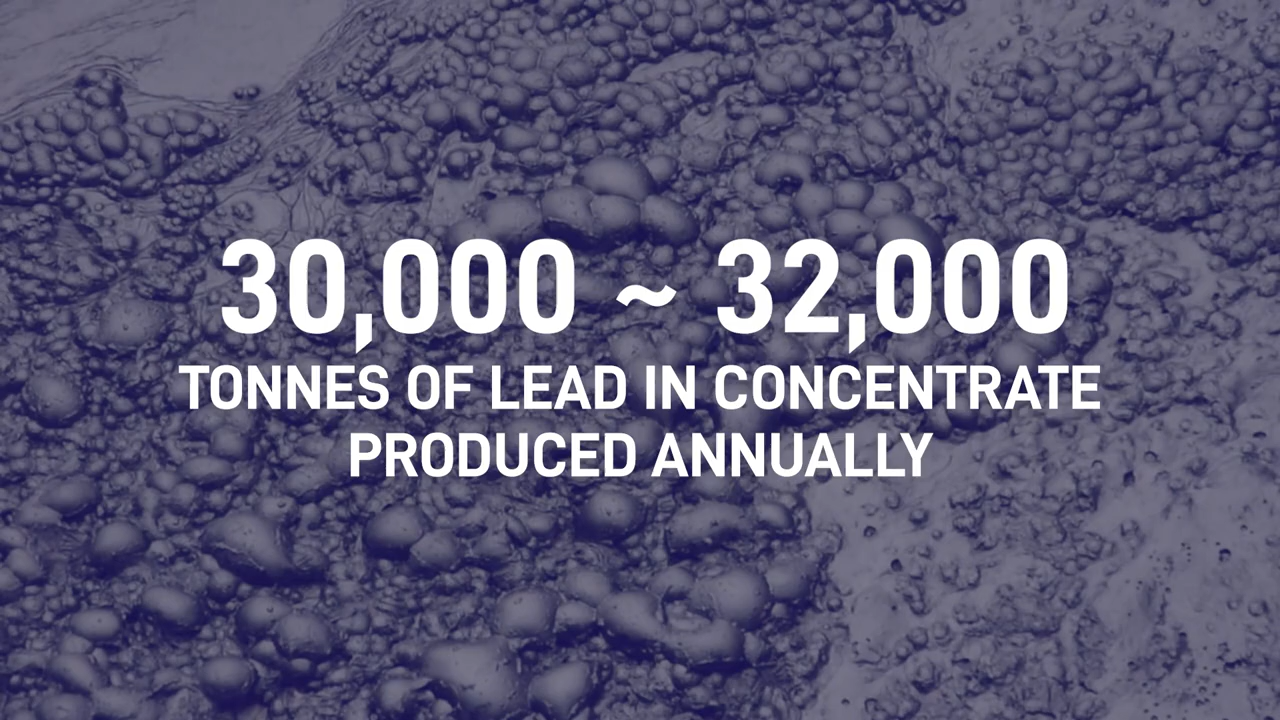 30,000 ~ 32,000
TONNES OF LEAD IN CONCENTRATE
PRODUCED ANNUALLY